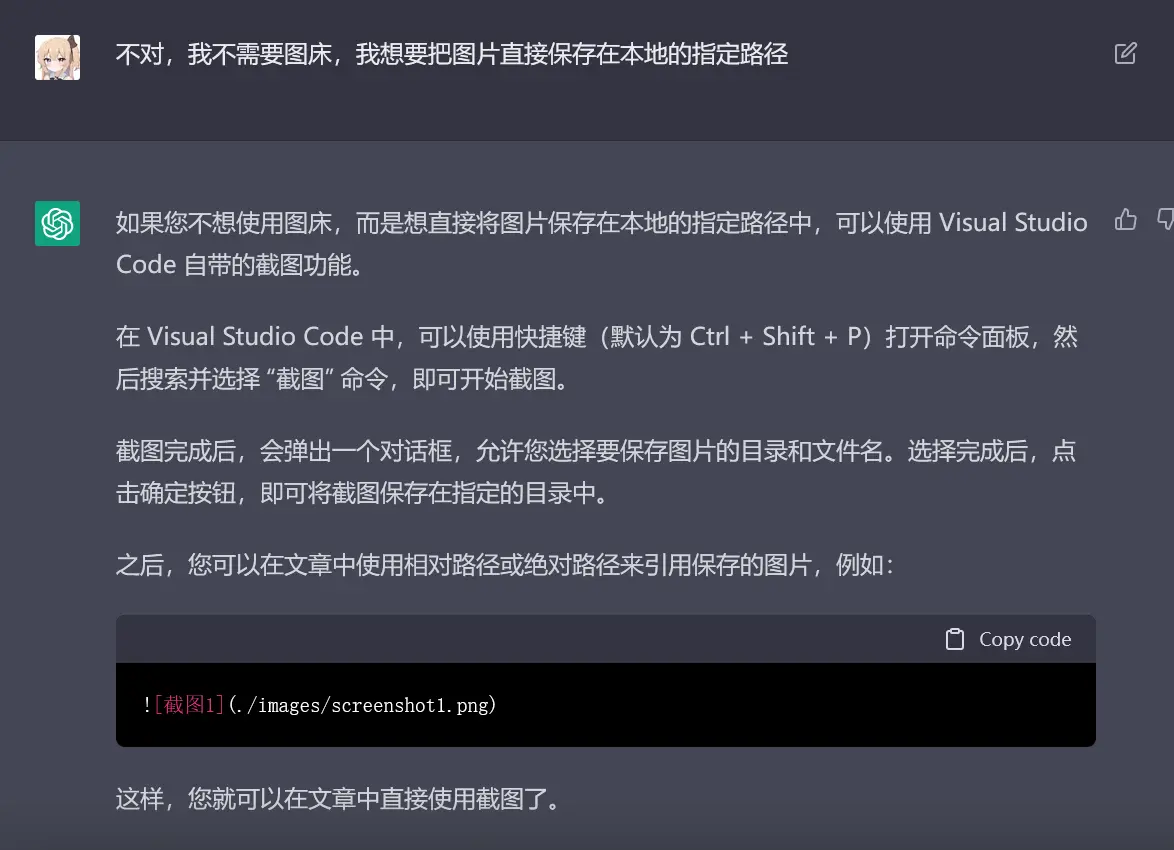 不对，我不需要图床，我想要把图片直接保存在本地的指定路径
如果您不想使用图床，而是想直接将图片保存在本地的指定路径中，可以使用 Visual Studio
Code 自带的截图功能。
在 Visual Studio Code 中，可以使用快捷键（默认为 Ctrl + Shift + P）打开命令面板，然
后搜索并选择 “截图” 命令，即可开始截图。
截图完成后，会弹出一个对话框，允许您选择要保存图片的目录和文件名。选择完成后，点
击确定按钮，即可将截图保存在指定的目录中。
之后，您可以在文章中使用相对路径或绝对路径来引用保存的图片，例如：
Copy code
![截图1](./images/screenshot1.png)
这样，您就可以在文章中直接使用截图了。